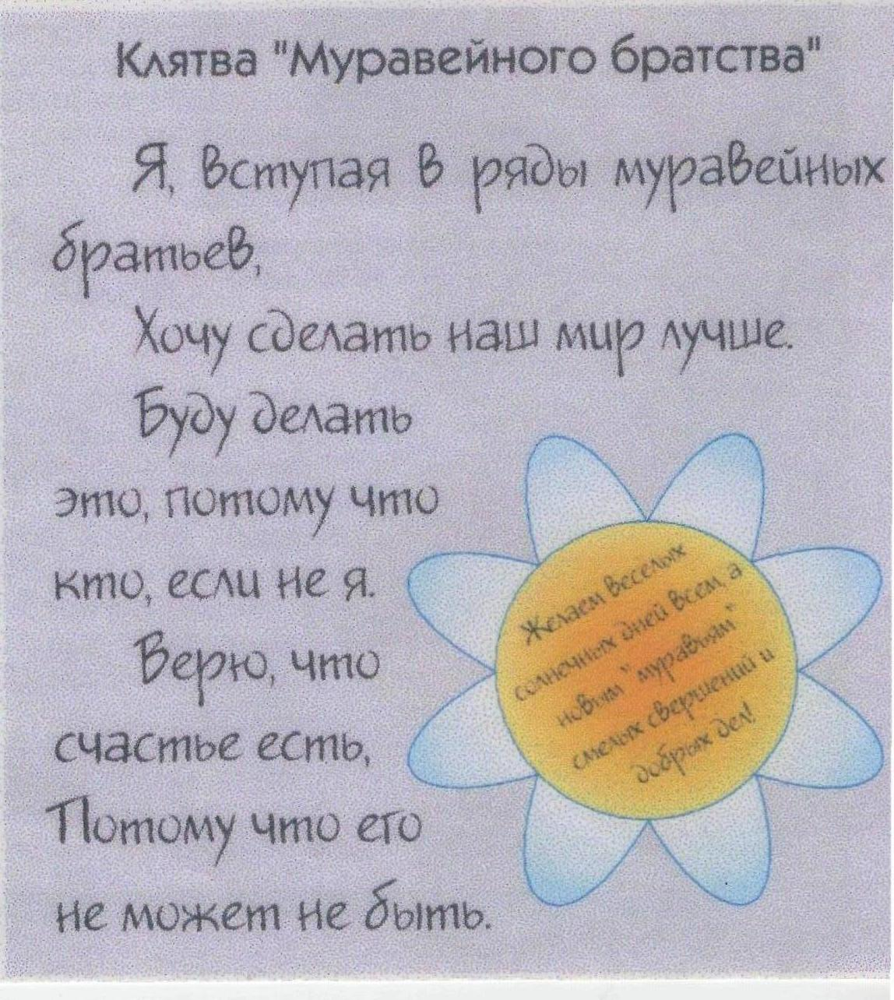 Клятва "Муравейного братства"
Я, вступая в ряды муравейных
братьев,
Хочу сделать наш мир лучше.
Буду делать
это, потому что
кто, если не я.
Верю, что
счастье есть,
Потому что его
не может не быть.
Желаем веселых
солнечных дней всем, а
новым "муравьям"
смелых свершений и
добрых дел!